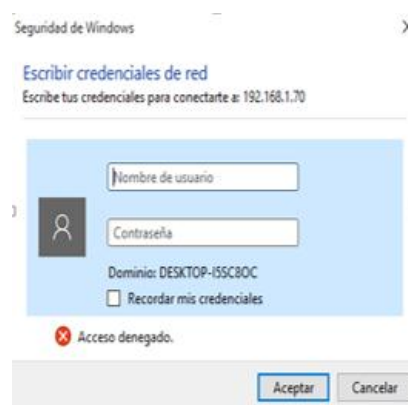 Seguridad de Windows
Escribir credenciales de red
Escribe tus credenciales para conectarte a: 192.168.1.70
Nombre de usuario
Contraseña
Dominio: DESKTOP-I5SC8OC
Recordar mis credenciales
Acceso denegado.
Aceptar
Cancelar